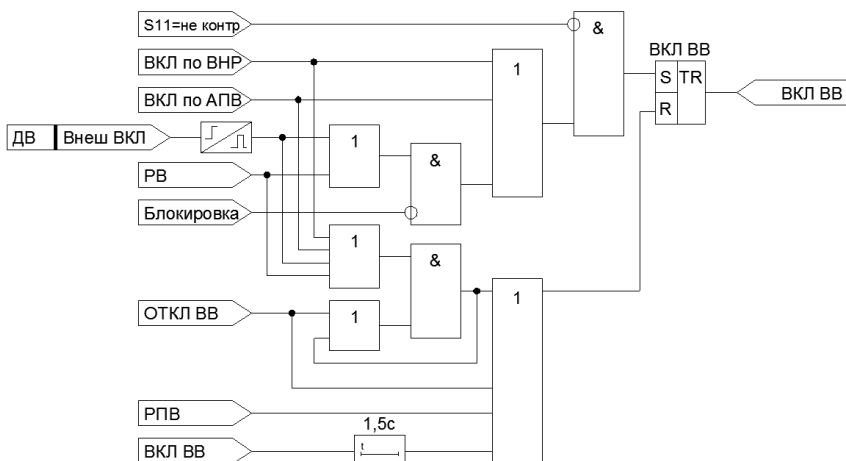 S11=не контр
&
ВКЛ ВВ
ВКЛ по ВНР
1
S TR
ВКЛ ВВ
ВКЛ по АПВ
R
ДВ Внеш ВКЛ
1
&
РВ
Блокировка
1
&
ОТКЛ ВВ
1
1
РПВ
1,5с
ВКЛ ВВ
t